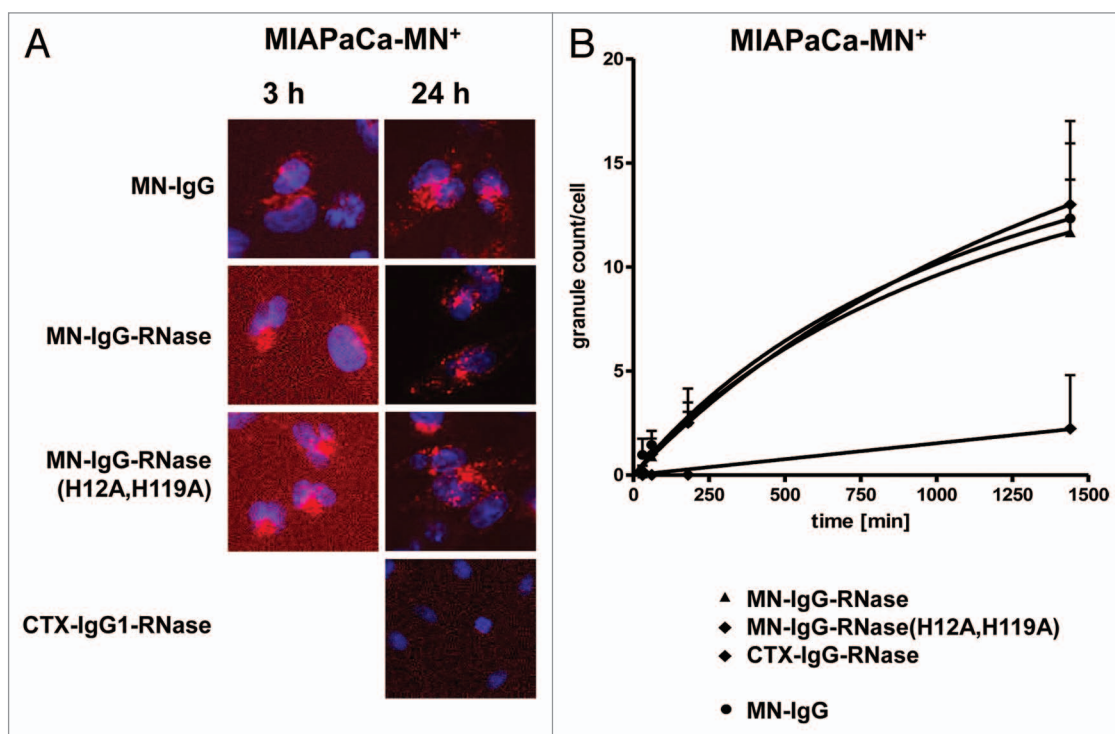 A
MIAPaCa-MN⁺
3 h
24 h
MN-IgG
MN-IgG-RNase
MN-IgG-RNase
(H12A,H119A)
CTX-IgG1-RNase
B
MIAPaCa-MN⁺
20
15
10
5
0
granule count/cell
0
250
500
750
1000
1250
1500
time [min]
MN-IgG-RNase
MN-IgG-RNase(H12A,H119A)
CTX-IgG-RNase
MN-IgG